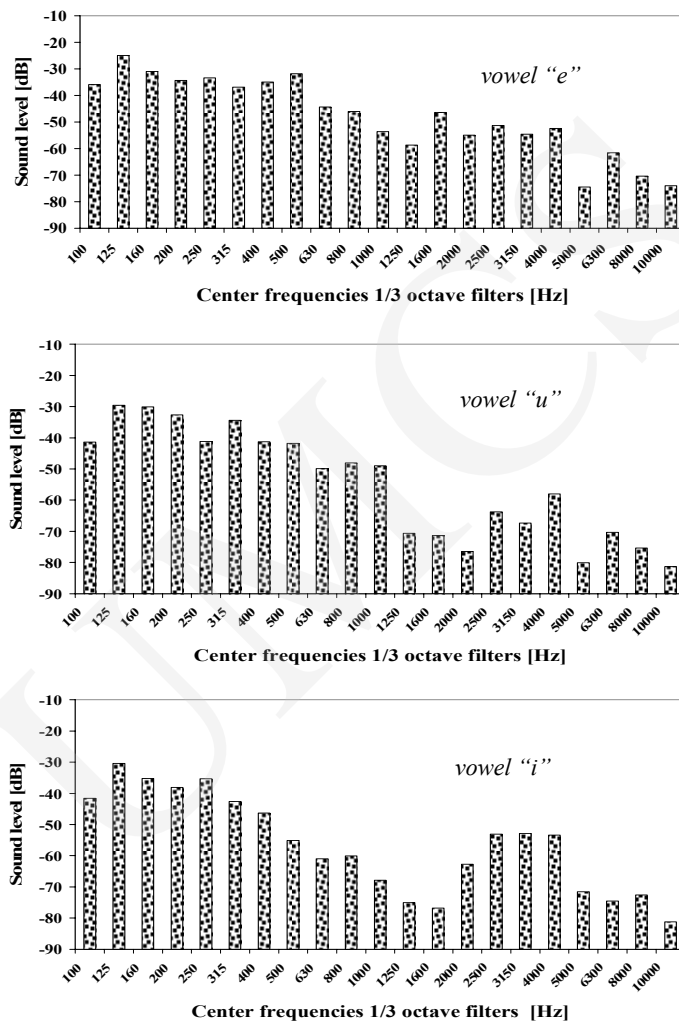 Sound level [dB]
-10
-20
-30
-40
-50
-60
-70
-80
-90
vowel “e”
100 125 160 200 250 315 400 500 630 800 1000 1250 1600 2000 2500 3150 4000 5000 6300 8000 10000
Center frequencies 1/3 octave filters [Hz]
Sound level [dB]
-10
-20
-30
-40
-50
-60
-70
-80
-90
vowel “u”
100 125 160 200 250 315 400 500 630 800 1000 1250 1600 2000 2500 3150 4000 5000 6300 8000 10000
Center frequencies 1/3 octave filters [Hz]
Sound level [dB]
-10
-20
-30
-40
-50
-60
-70
-80
-90
vowel “i”
100 125 160 200 250 315 400 500 630 800 1000 1250 1600 2000 2500 3150 4000 5000 6300 8000 10000
Center frequencies 1/3 octave filters [Hz]
UMCS